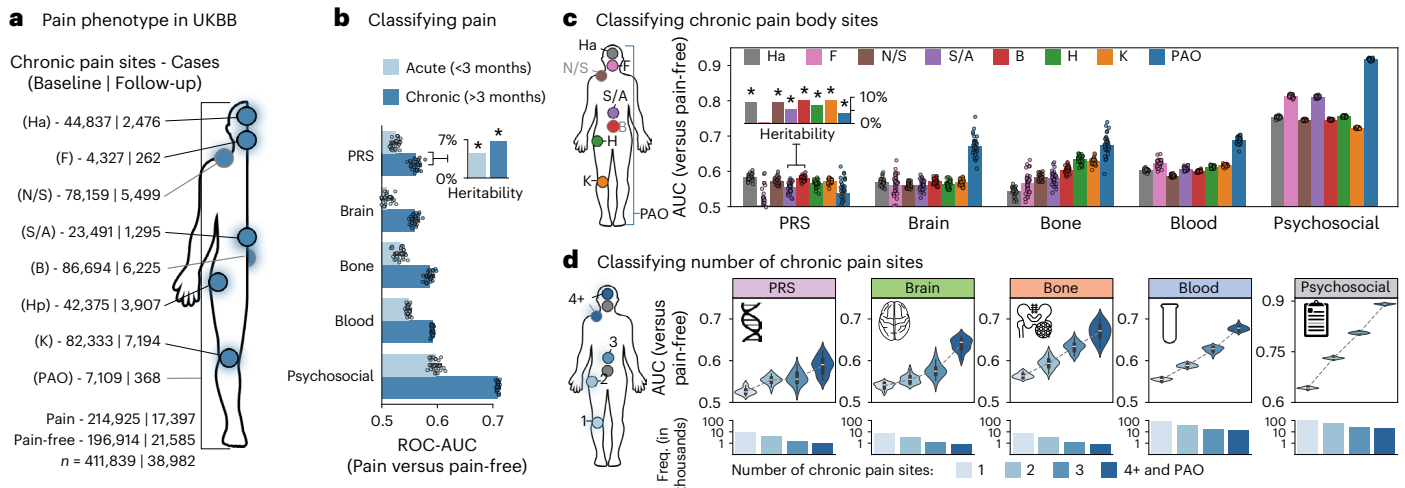 a Pain phenotype in UKBB
Chronic pain sites - Cases
(Baseline | Follow-up)
(Ha) - 44,837 | 2,476
(F) - 4,327 | 262
(N/S) - 78,159 | 5,499
(S/A) - 23,491 | 1,295
(B) - 86,694 | 6,225
(Hp) - 42,375 | 3,907
(K) - 82,333 | 7,194
(PAO) - 7,109 | 368
Pain - 214,925 | 17,397
Pain-free - 196,914 | 21,585
n = 411,839 | 38,982
b Classifying pain
Acute (<3 months)
Chronic (>3 months)
PRS
Brain
Bone
Blood
Psychosocial
7%
0%
* *
Heritability
0.5 0.6 0.7
ROC-AUC
(Pain versus pain-free)
c Classifying chronic pain body sites
Ha
F
N/S
S/A
B
H
K
PAO
AUC (versus pain-free)
0.9
0.8
0.7
0.6
0.5
Ha F N/S S/A B H K PAO
* * * * * * *
10%
0%
Heritability
PRS Brain Bone Blood Psychosocial
d Classifying number of chronic pain sites
4+
3
2
1
AUC (versus
pain-free)
PRS Brain Bone Blood Psychosocial
0.7
0.6
0.5
0.7
0.6
0.5
0.7
0.6
0.5
0.7
0.6
0.5
0.9
0.75
0.6
Freq. (in
thousands)
100
10
1
100
10
1
100
10
1
100
10
1
100
10
1
Number of chronic pain sites: 1 2 3 4+ and PAO